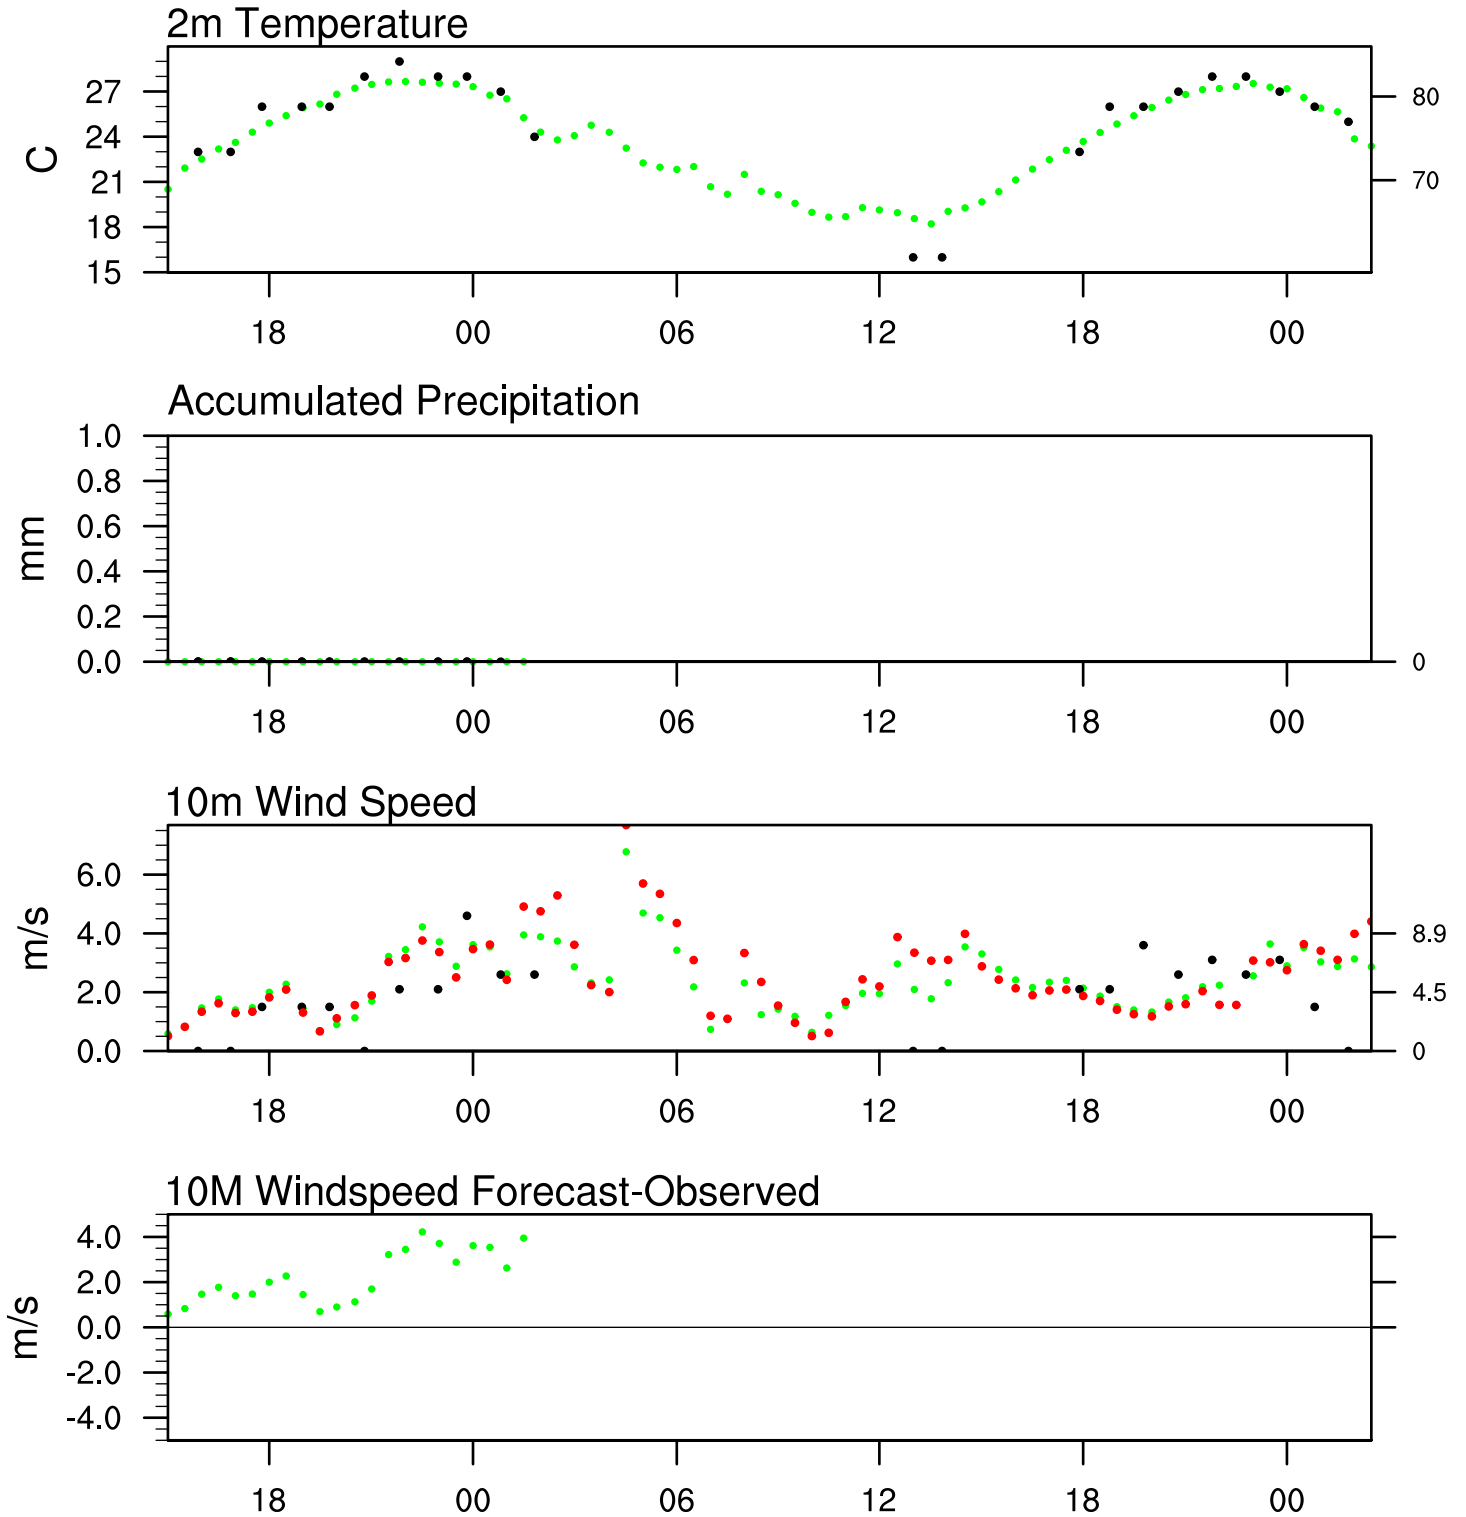 2m Temperature
27
24
21
18
15
C
80
70
18 00 06 12 18 00
Accumulated Precipitation
1.0
0.8
0.6
0.4
0.2
0.0
mm
0
18 00 06 12 18 00
10m Wind Speed
6.0
4.0
2.0
0.0
m/s
8.9
4.5
0
18 00 06 12 18 00
10M Windspeed Forecast-Observed
4.0
2.0
0.0
-2.0
-4.0
m/s
18 00 06 12 18 00